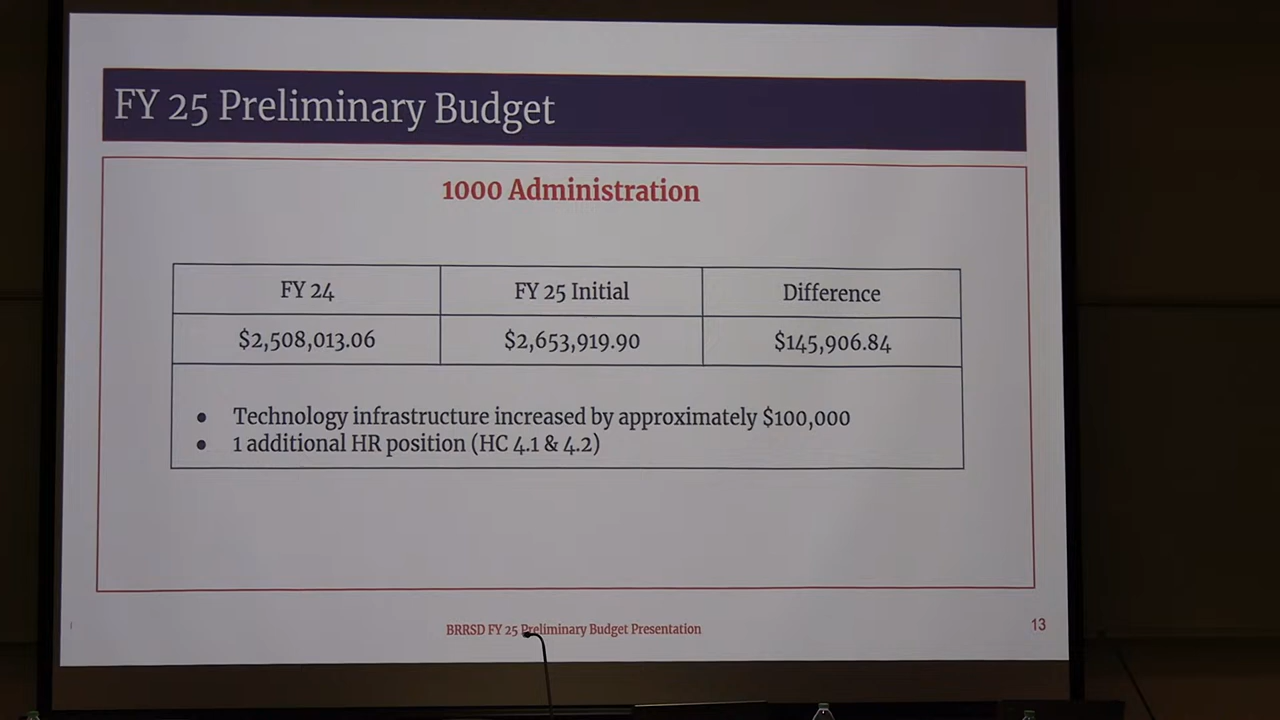 FY 25 Preliminary Budget
1000 Administration
FY 24 FY 25 Initial Difference
$2,508,013.06 $2,653,919.90 $145,906.84
● Technology infrastructure increased by approximately $100,000
● 1 additional HR position (HC 4.1 & 4.2)
BRRSD FY 25 Preliminary Budget Presentation
13